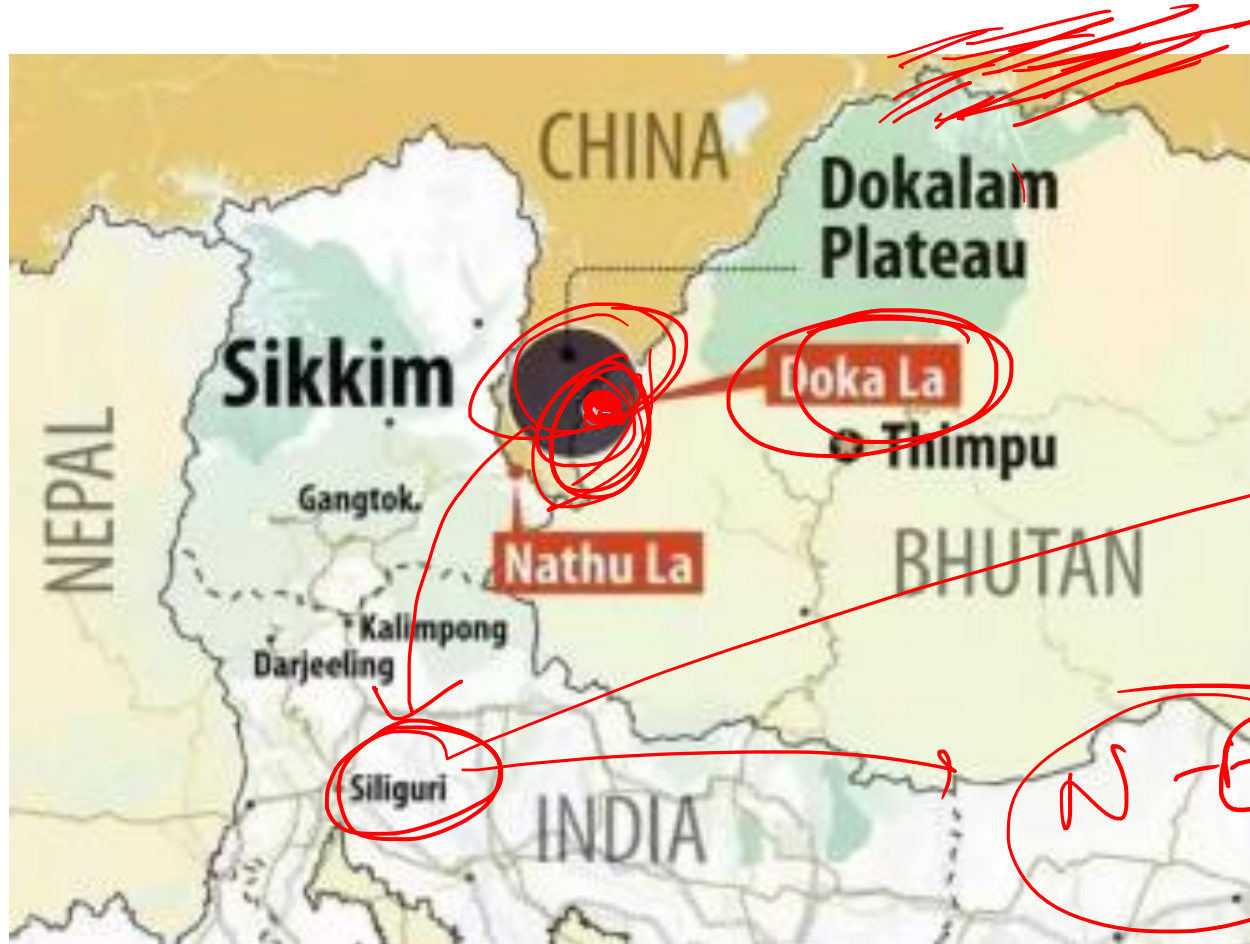 CHINA
Dokalam
Plateau
Sikkim
Doka La
Thimpu
NEPAL
Gangtok
Nathu La
BHUTAN
Kalimpong
Darjeeling
Siliguri
INDIA
N-E